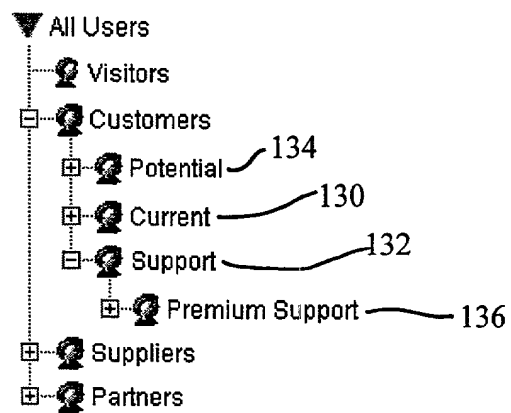 All Users
Visitors
Customers
Potential 134
Current 130
Support 132
Premium Support 136
Suppliers
Partners